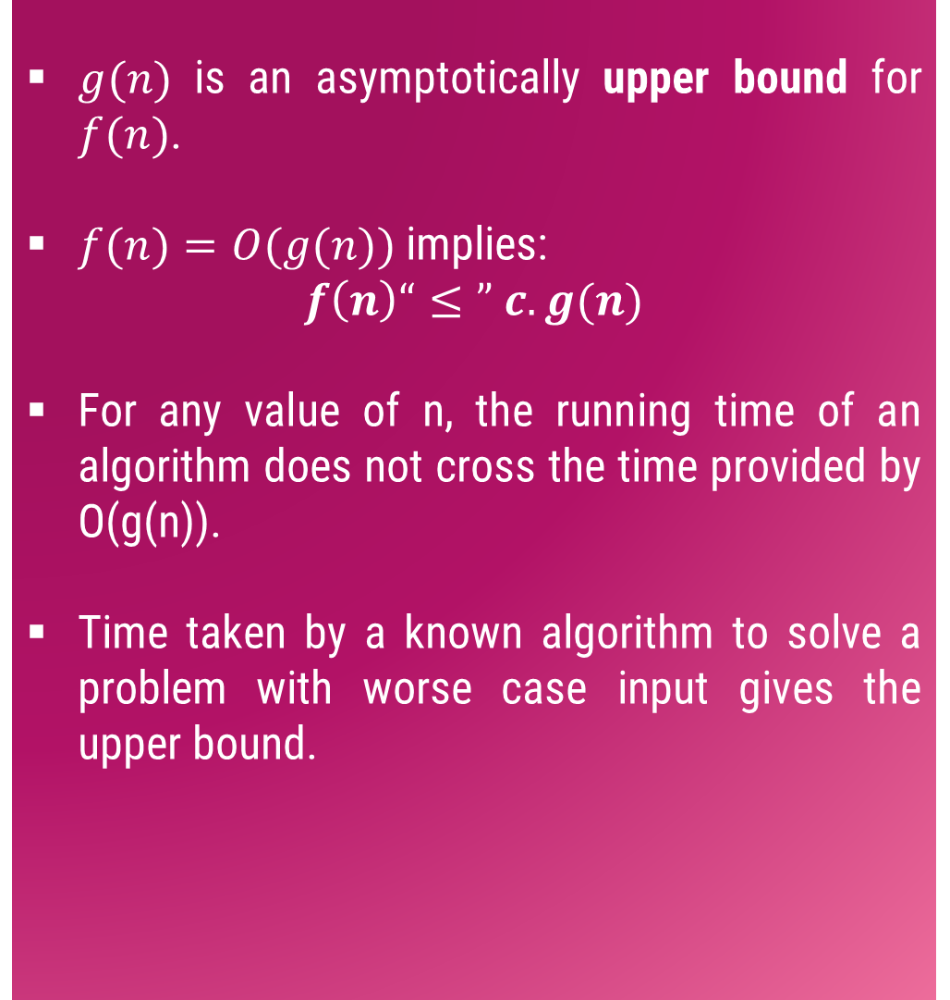 ▪ g(n) is an asymptotically upper bound for
f(n).
▪ f(n) = O(g(n)) implies:
f(n)“ ≤ ” c. g(n)
▪ For any value of n, the running time of an
algorithm does not cross the time provided by
O(g(n)).
▪ Time taken by a known algorithm to solve a
problem with worse case input gives the
upper bound.